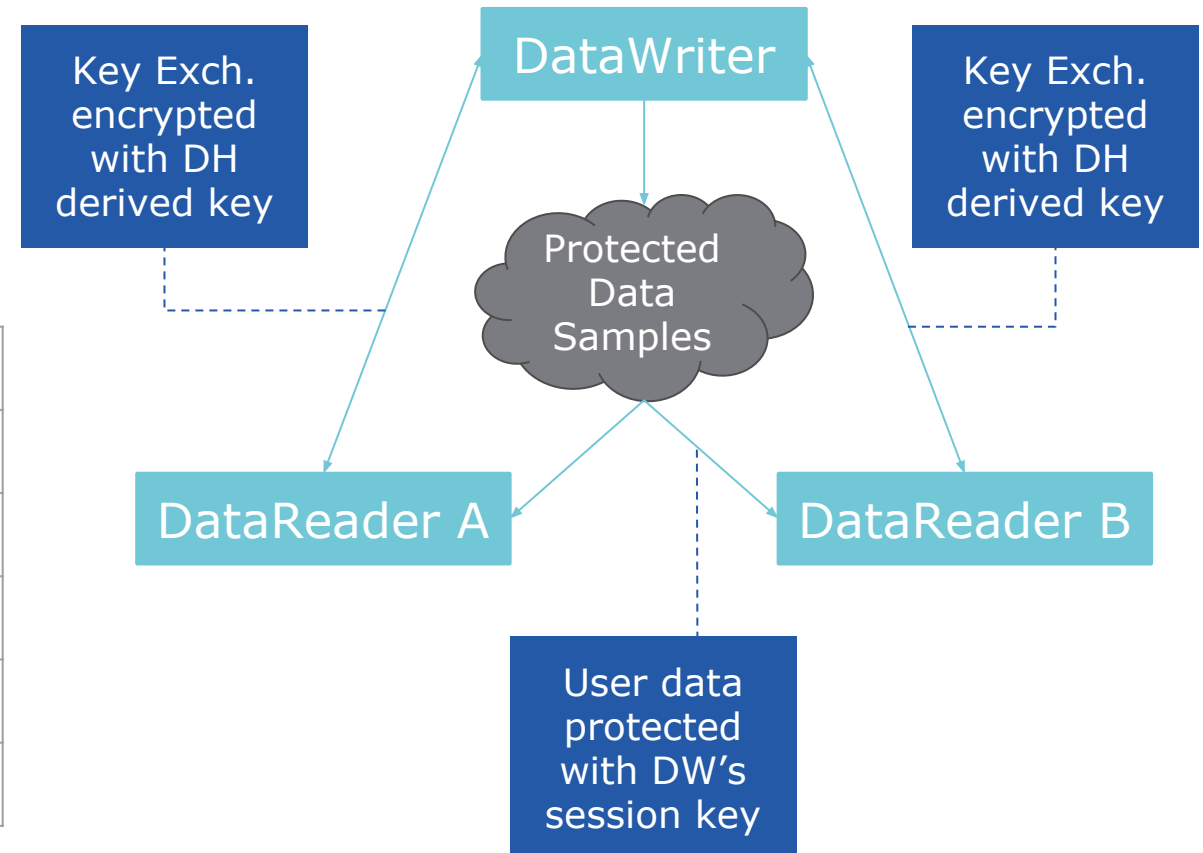 DataWriter
Key Exch.
encrypted
with DH
derived key
Key Exch.
encrypted
with DH
derived key
Protected
Data
Samples
DataReader A
DataReader B
User data
protected
with DW’s
session key